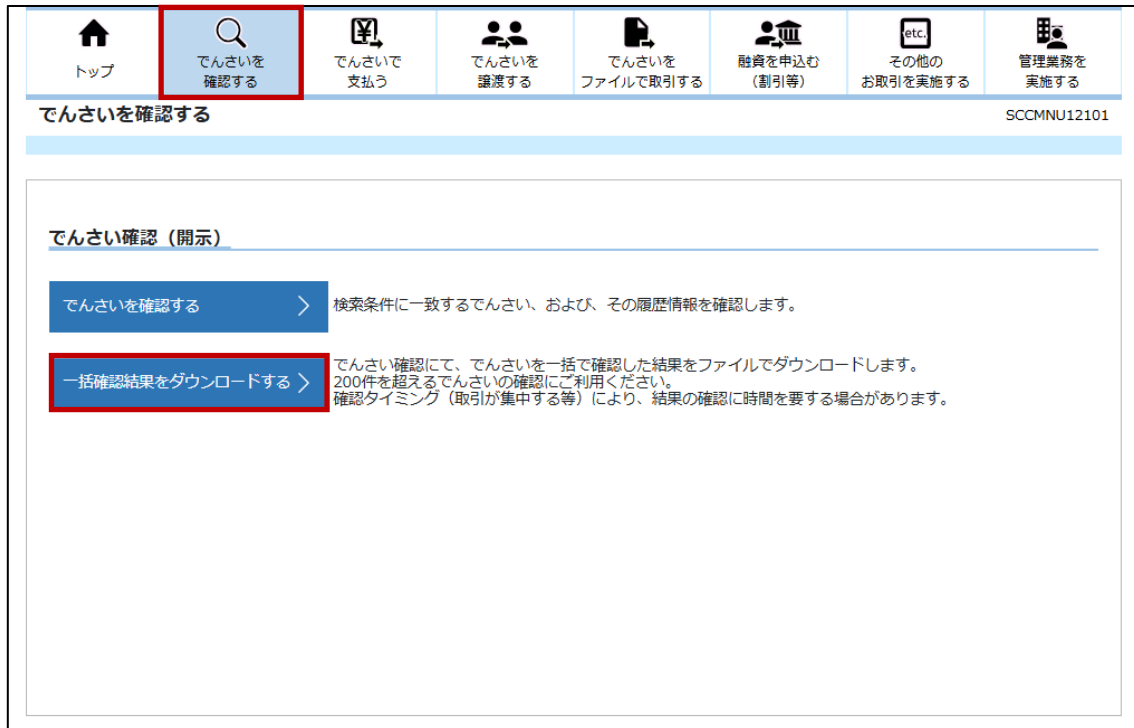 トップ
でんさいを
確認する
でんさいで
支払う
でんさいを
譲渡する
でんさいを
ファイルで取引する
融資を申込む
（割引等）
etc.
その他の
お取引を実施する
管理業務を
実施する
でんさいを確認する
SCCMNU12101
でんさい確認（開示）
でんさいを確認する
検索条件に一致するでんさい、および、その履歴情報を確認します。
一括確認結果をダウンロードする
でんさい確認にて、でんさいを一括で確認した結果をファイルでダウンロードします。
200件を超えるでんさいの確認にご利用ください。
確認タイミング（取引が集中する等）により、結果の確認に時間を要する場合があります。